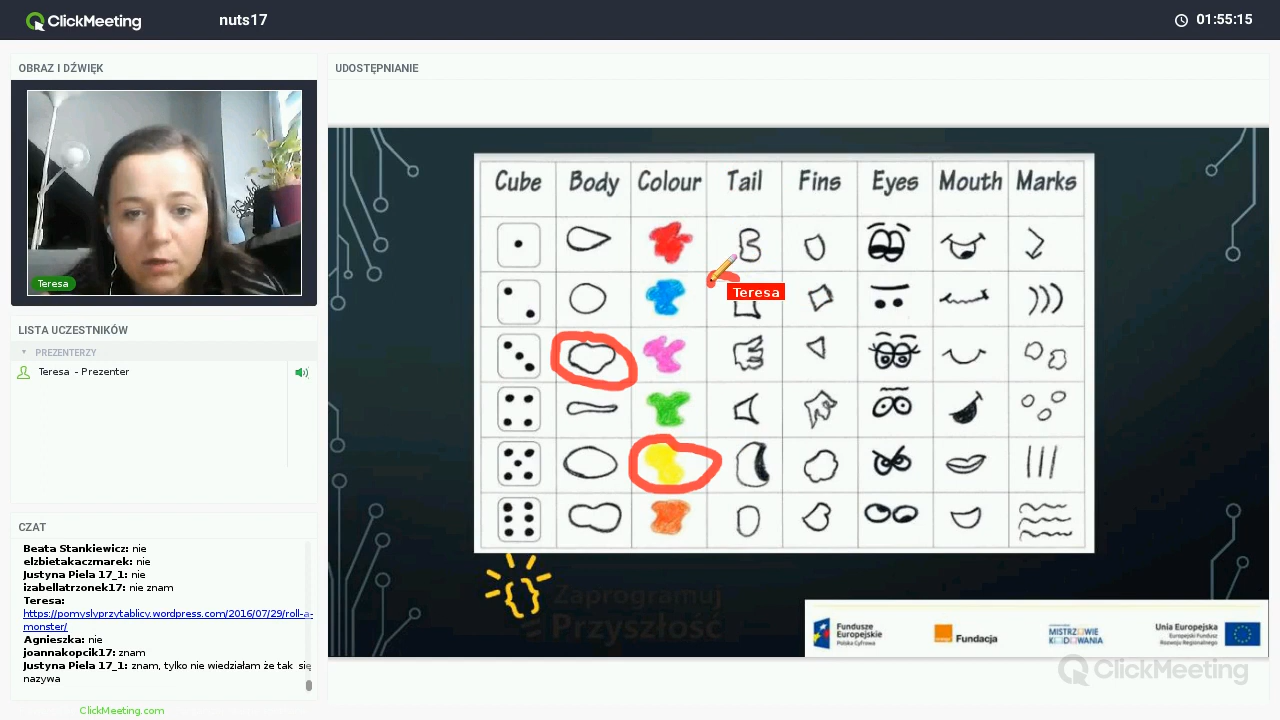 ClickMeeting
nuts17
01:55:15
OBRAZ I DŹWIĘK
UDOSTĘPNIANIE
Teresa
Cube Body Colour Tail Fins Eyes Mouth Marks
Teresa
LISTA UCZESTNIKÓW
PREZENTERZY
Teresa - Prezenter
CZAT
Beata Stankiewicz: nie
elzbietakaczmarek: nie
Justyna Piela 17_1: nie
izabellatrzonek17: nie znam
Teresa:
https://pomyslyprzytablicy.wordpress.com/2016/07/29/roll-a-
monster/
Agnieszka: nie
joannakopcik17: znam
Justyna Piela 17_1: znam, tylko nie wiedziałam że tak się
nazywa
Zaprogramuj
Przyszłość
Fundusze
Europejskie
Polska Cyfrowa
Fundacja
MISTRZOWIE
KODOWANIA
Unia Europejska
Europejski Fundusz
Rozwoju Regionalnego
ClickMeeting
ClickMeeting.com